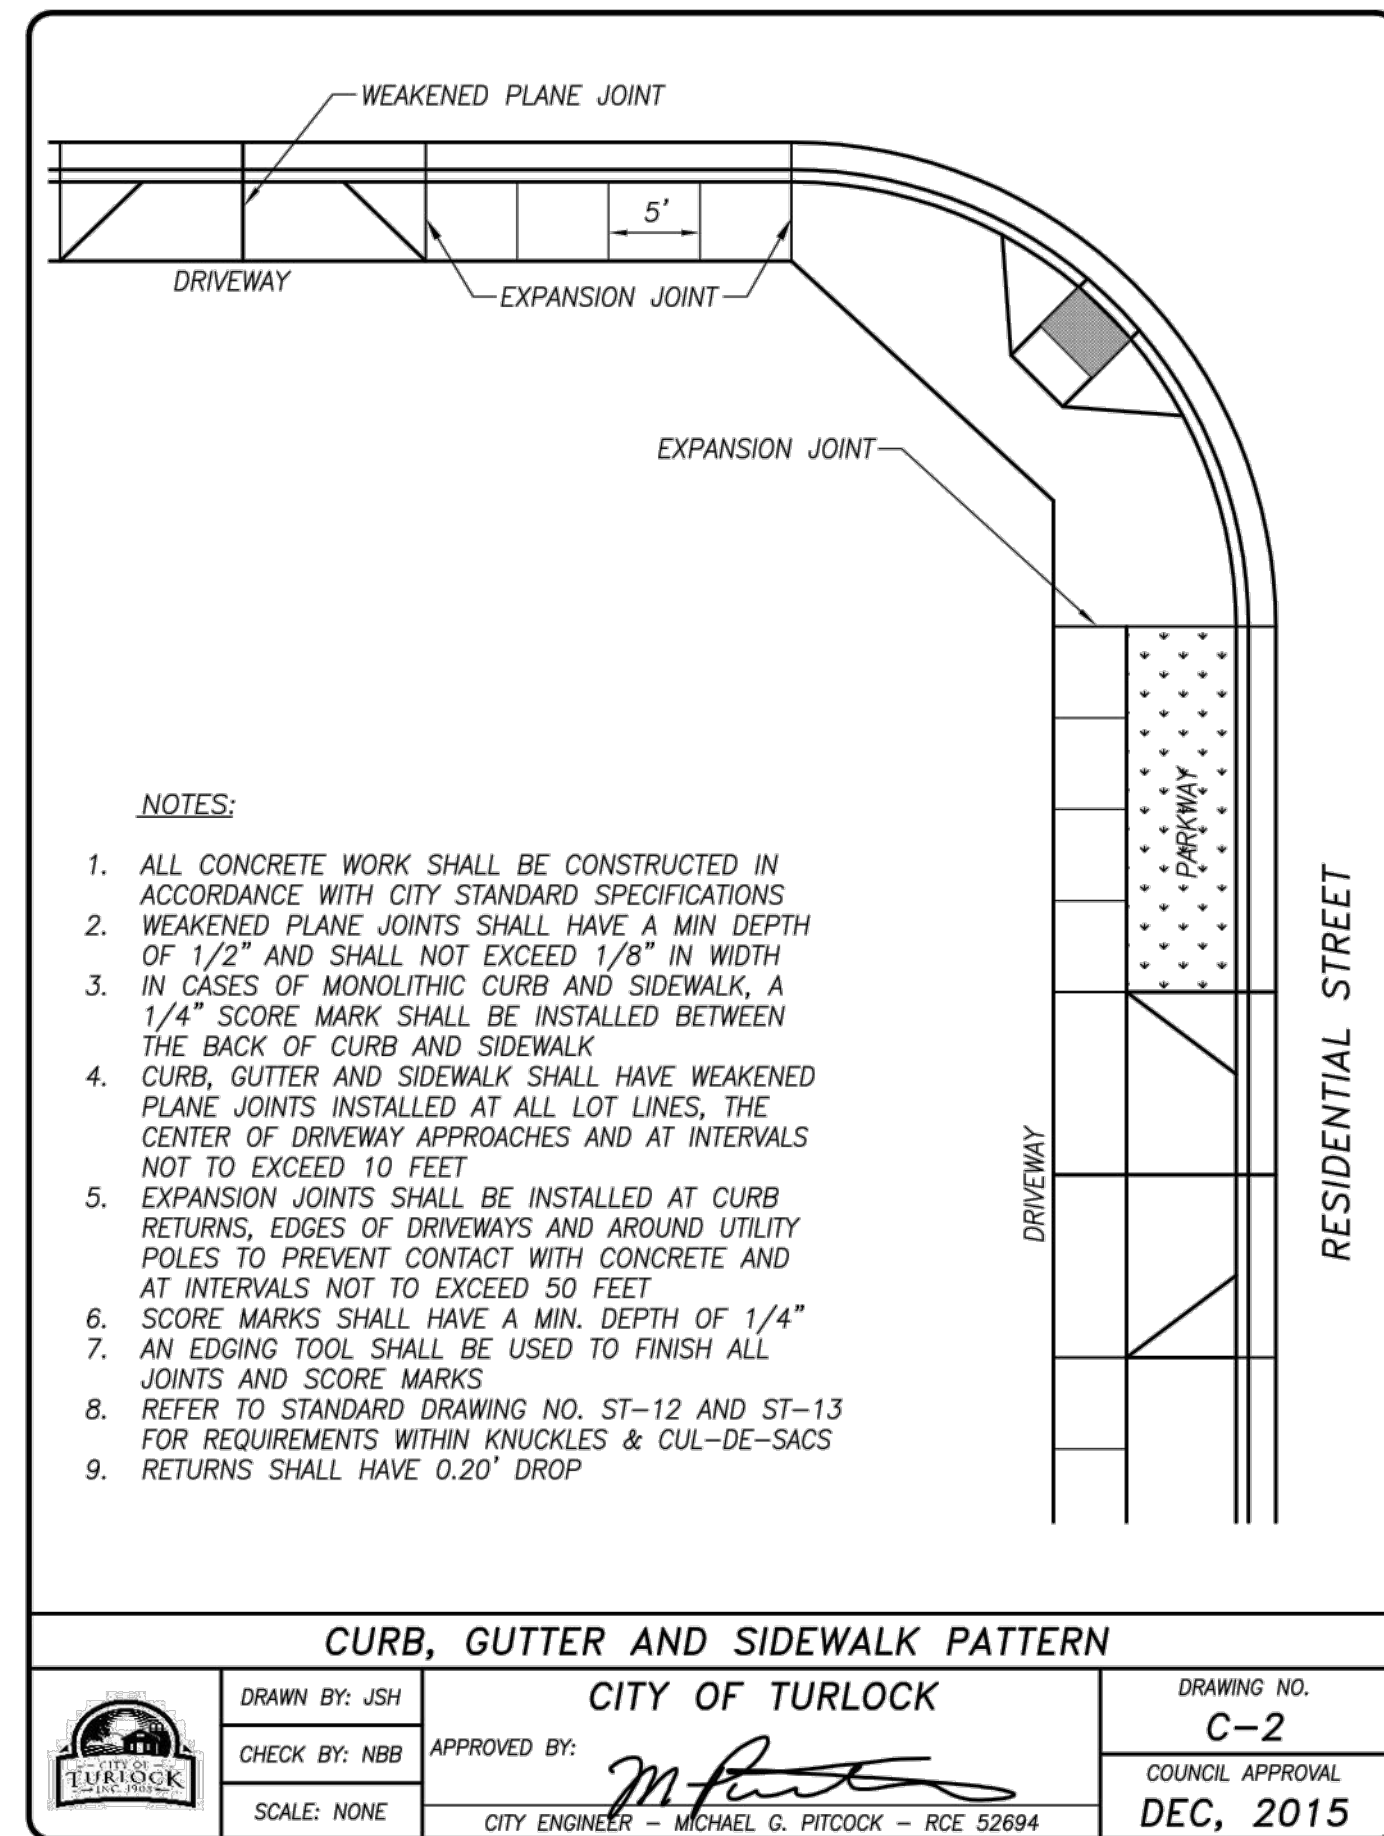 WEAKENED PLANE JOINT
5'
DRIVEWAY
EXPANSION JOINT
EXPANSION JOINT
PARKWAY
RESIDENTIAL STREET
DRIVEWAY
NOTES:
1. ALL CONCRETE WORK SHALL BE CONSTRUCTED IN
ACCORDANCE WITH CITY STANDARD SPECIFICATIONS
2. WEAKENED PLANE JOINTS SHALL HAVE A MIN DEPTH
OF 1/2" AND SHALL NOT EXCEED 1/8" IN WIDTH
3. IN CASES OF MONOLITHIC CURB AND SIDEWALK, A
1/4" SCORE MARK SHALL BE INSTALLED BETWEEN
THE BACK OF CURB AND SIDEWALK
4. CURB, GUTTER AND SIDEWALK SHALL HAVE WEAKENED
PLANE JOINTS INSTALLED AT ALL LOT LINES, THE
CENTER OF DRIVEWAY APPROACHES AND AT INTERVALS
NOT TO EXCEED 10 FEET
5. EXPANSION JOINTS SHALL BE INSTALLED AT CURB
RETURNS, EDGES OF DRIVEWAYS AND AROUND UTILITY
POLES TO PREVENT CONTACT WITH CONCRETE AND
AT INTERVALS NOT TO EXCEED 50 FEET
6. SCORE MARKS SHALL HAVE A MIN. DEPTH OF 1/4"
7. AN EDGING TOOL SHALL BE USED TO FINISH ALL
JOINTS AND SCORE MARKS
8. REFER TO STANDARD DRAWING NO. ST-12 AND ST-13
FOR REQUIREMENTS WITHIN KNUCKLES & CUL-DE-SACS
9. RETURNS SHALL HAVE 0.20' DROP
CURB, GUTTER AND SIDEWALK PATTERN
CITY OF
TURLOCK
INC. 1908
DRAWN BY: JSH
CHECK BY: NBB
SCALE: NONE
CITY OF TURLOCK
APPROVED BY:
CITY ENGINEER - MICHAEL G. PITCOCK - RCE 52694
DRAWING NO.
C-2
COUNCIL APPROVAL
DEC, 2015